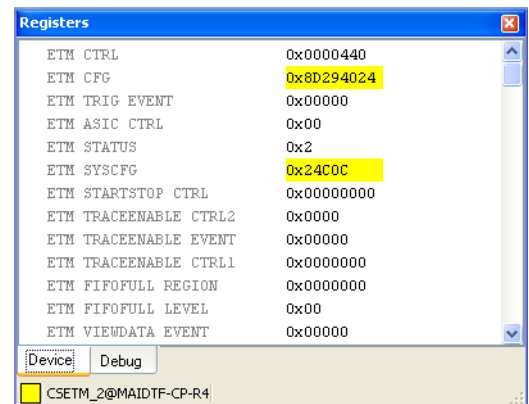 Registers
ETM CTRL 0x0000440
ETM CFG 0x8D294024
ETM TRIG EVENT 0x00000
ETM ASIC CTRL 0x00
ETM STATUS 0x2
ETM SYSCFG 0x24C0C
ETM STARTSTOP CTRL 0x00000000
ETM TRACEENABLE CTRL2 0x0000
ETM TRACEENABLE EVENT 0x00000
ETM TRACEENABLE CTRL1 0x0000000
ETM FIFOFULL REGION 0x0000000
ETM FIFOFULL LEVEL 0x00
ETM VIEWDATA EVENT 0x00000
Device Debug
CSETM_2@MAIDTF-CP-R4